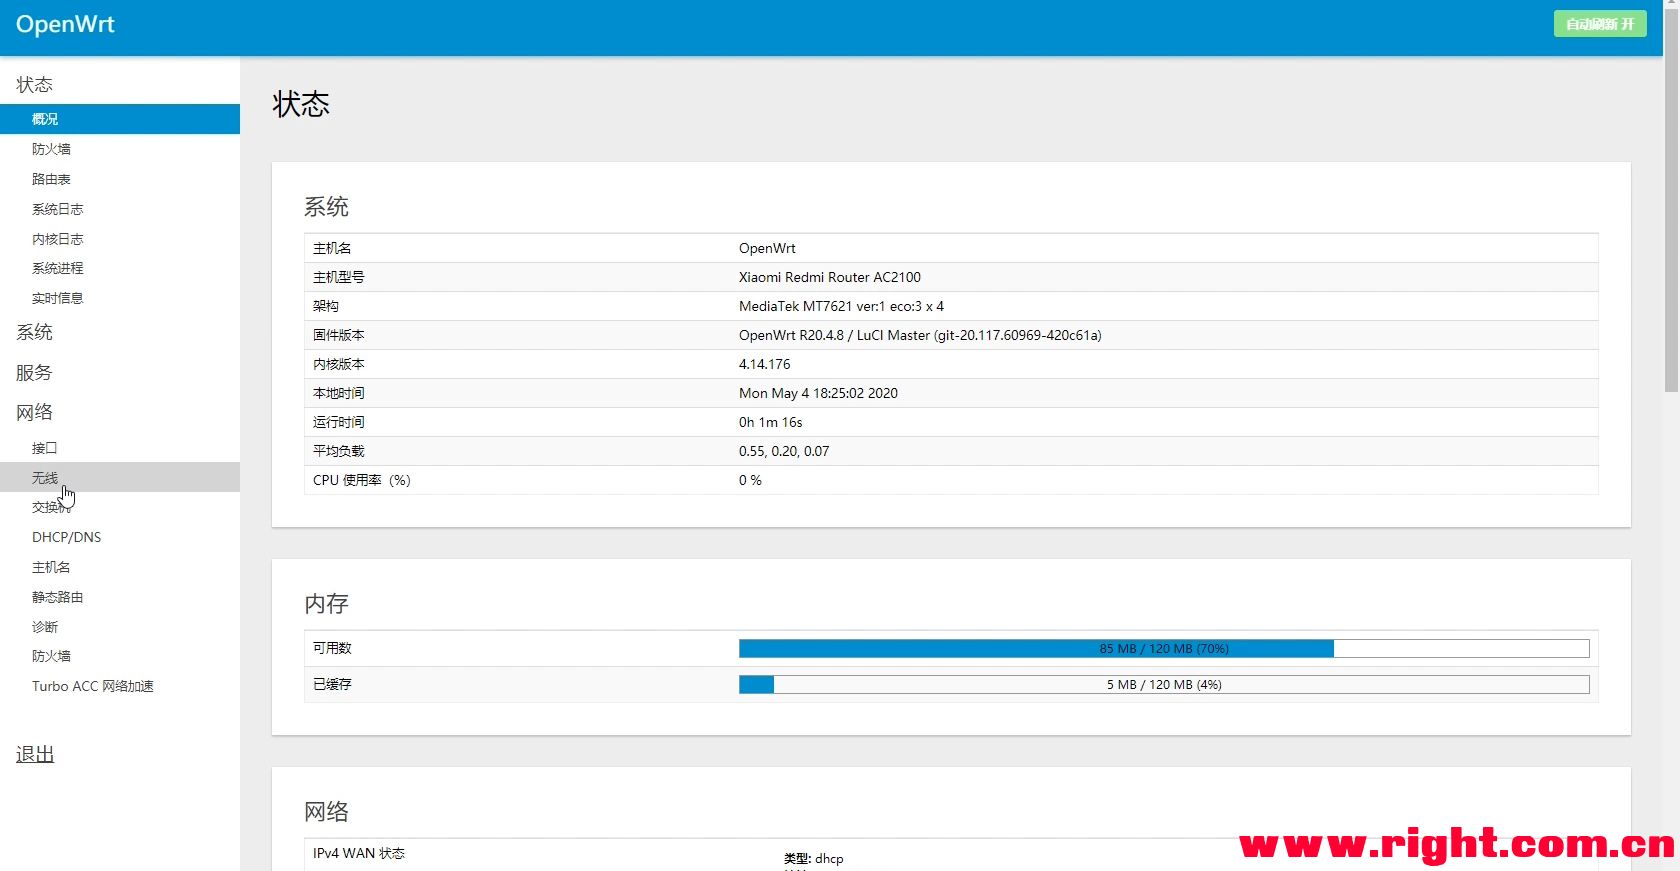 OpenWrt
自动刷新 开
状态
概况
防火墙
路由表
系统日志
内核日志
系统进程
实时信息
系统
服务
网络
接口
无线
交换机
DHCP/DNS
主机名
静态路由
诊断
防火墙
Turbo ACC 网络加速
退出
状态
系统
主机名 OpenWrt
主机型号 Xiaomi Redmi Router AC2100
架构 MediaTek MT7621 ver:1 eco:3 x 4
固件版本 OpenWrt R20.4.8 / LuCI Master (git-20.117.60969-420c61a)
内核版本 4.14.176
本地时间 Mon May 4 18:25:02 2020
运行时间 0h 1m 16s
平均负载 0.55, 0.20, 0.07
CPU 使用率（%） 0 %
内存
可用数 85 MB / 120 MB (70%)
已缓存 5 MB / 120 MB (4%)
网络
IPv4 WAN 状态 类型: dhcp
www.right.com.cn